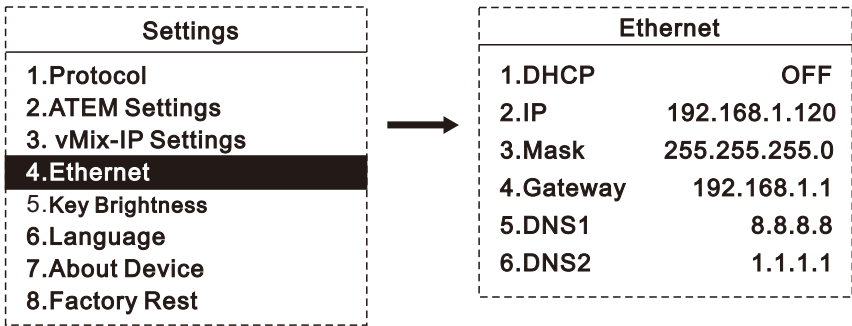 Settings
1.Protocol
2.ATEM Settings
3. vMix-IP Settings
4.Ethernet
5.Key Brightness
6.Language
7.About Device
8.Factory Rest
Ethernet
1.DHCP OFF
2.IP 192.168.1.120
3.Mask 255.255.255.0
4.Gateway 192.168.1.1
5.DNS1 8.8.8.8
6.DNS2 1.1.1.1